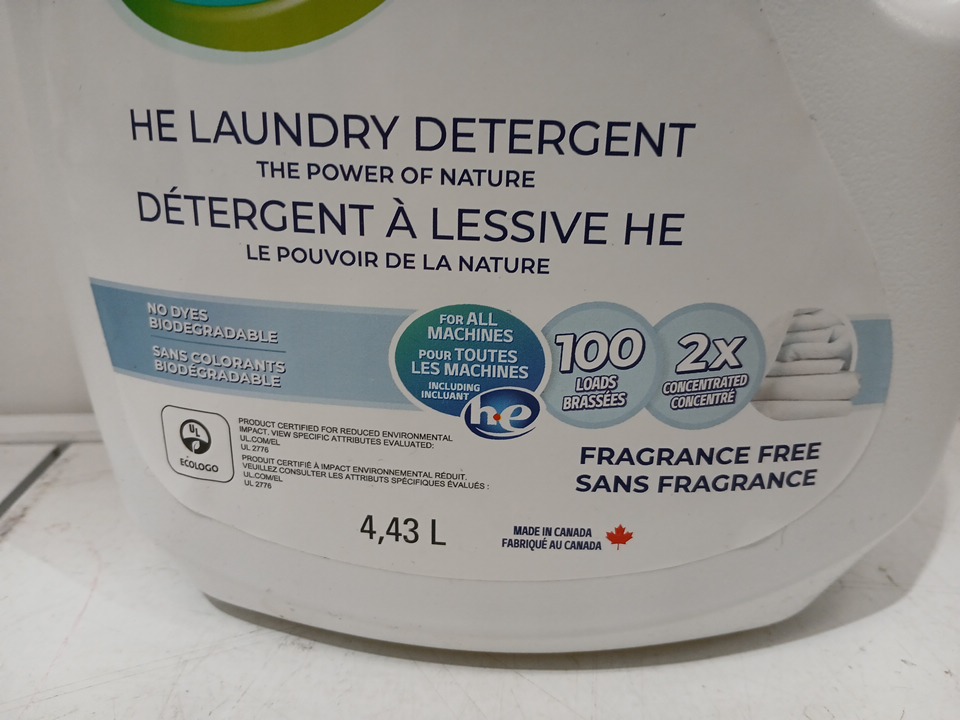 HE LAUNDRY DETERGENT
THE POWER OF NATURE
DÉTERGENT À LESSIVE HE
LE POUVOIR DE LA NATURE
NO DYES
BIODEGRADABLE
SANS COLORANTS
BIODÉGRADABLE
FOR ALL
MACHINES
POUR TOUTES
LES MACHINES
INCLUDING
INCLUANT
h·e
100
LOADS
BRASSÉES
2X
CONCENTRATED
CONCENTRÉ
UL
ECOLOGO
PRODUCT CERTIFIED FOR REDUCED ENVIRONMENTAL
IMPACT. VIEW SPECIFIC ATTRIBUTES EVALUATED:
UL.COM/EL
UL 2776
PRODUIT CERTIFIÉ À IMPACT ENVIRONNEMENTAL RÉDUIT.
VEUILLEZ CONSULTER LES ATTRIBUTS SPÉCIFIQUES ÉVALUÉS :
UL.COM/EL
UL 2776
FRAGRANCE FREE
SANS FRAGRANCE
4,43 L
MADE IN CANADA
FABRIQUÉ AU CANADA